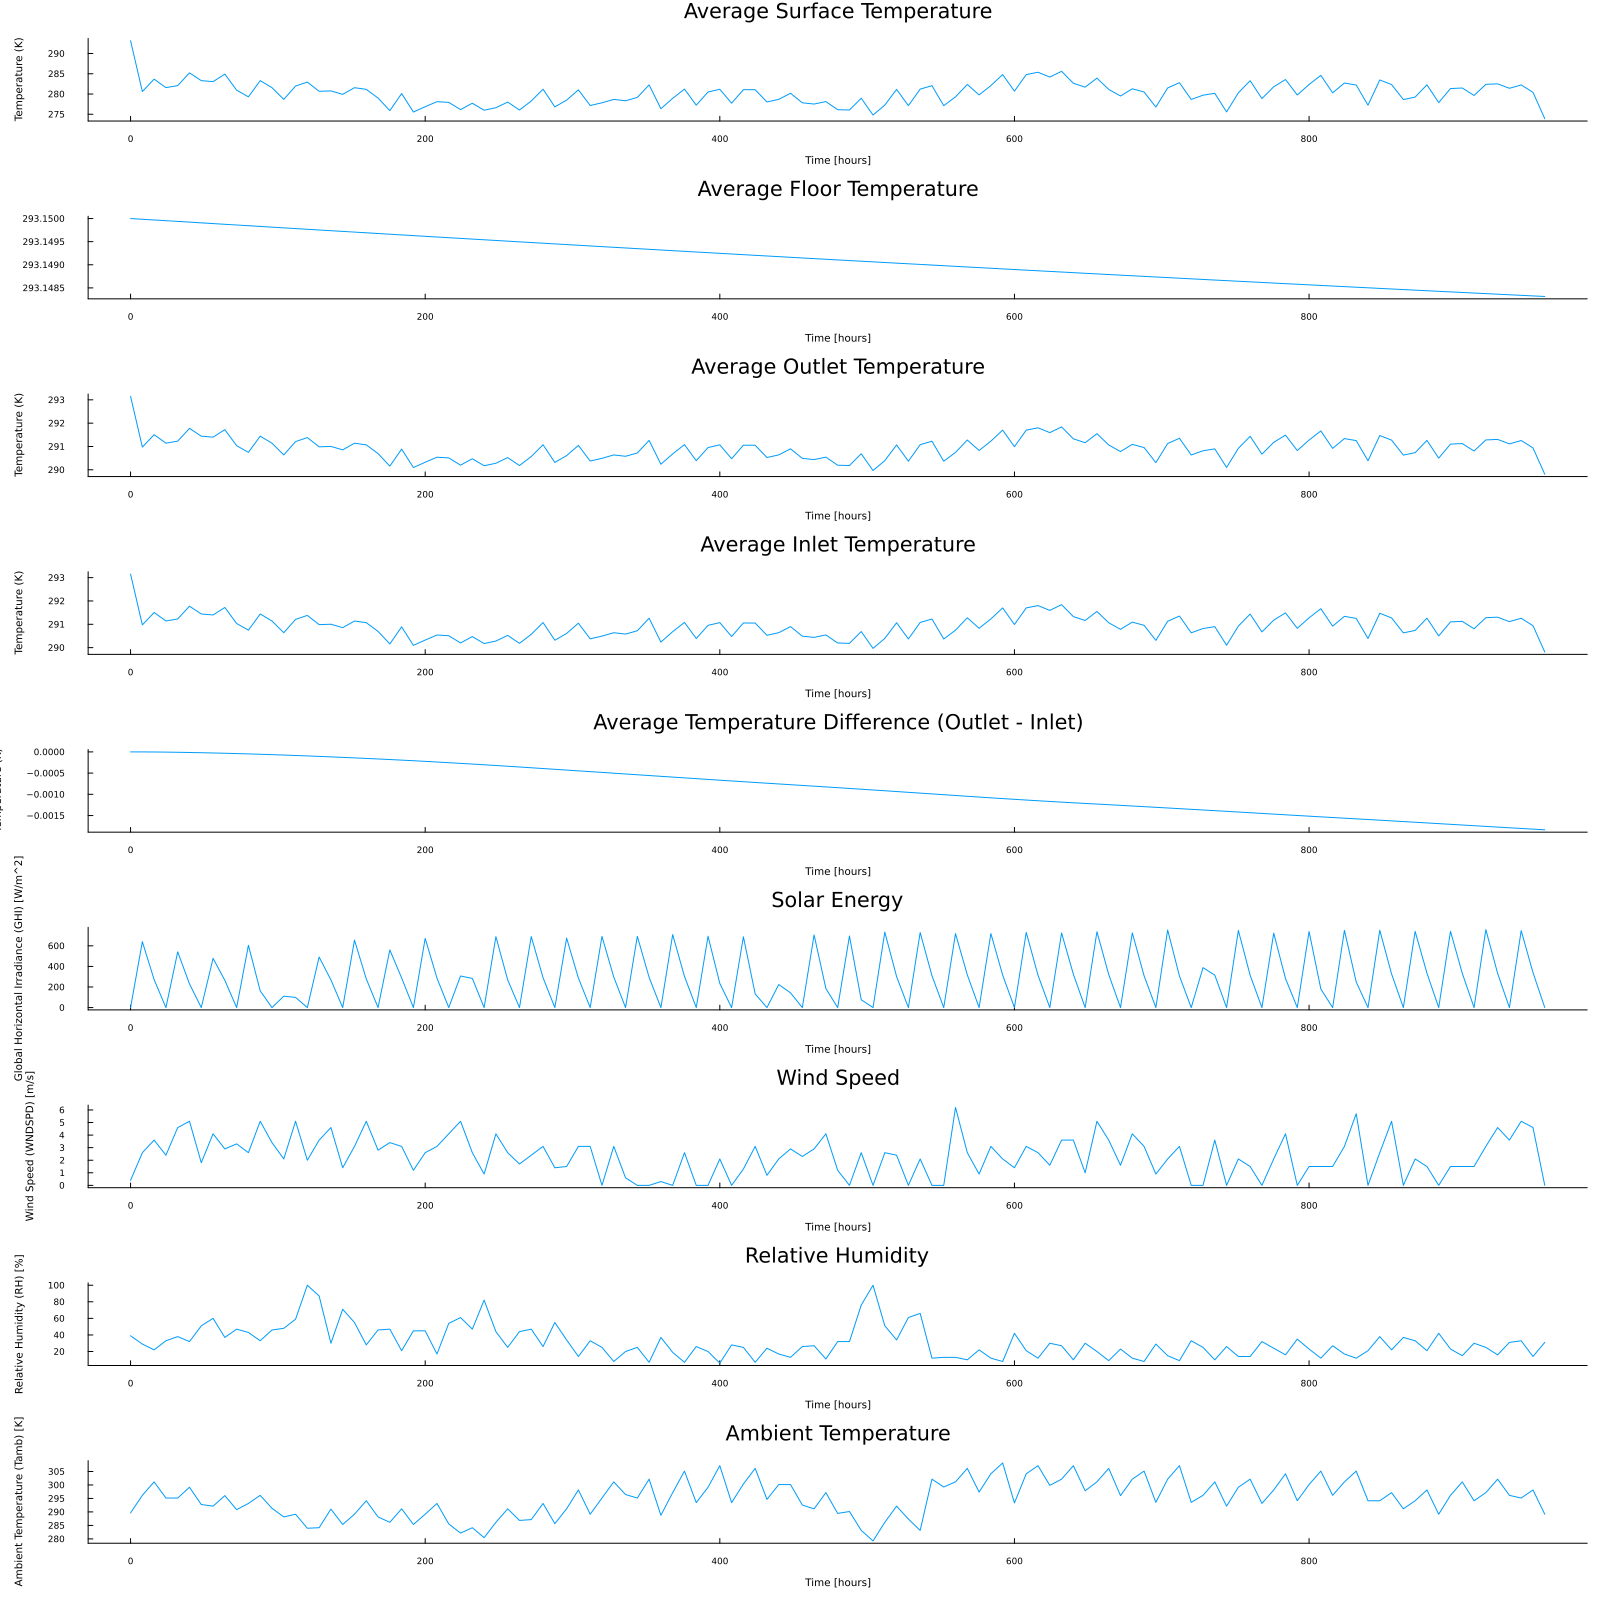 Average Surface Temperature
Temperature (K)
290
285
280
275
0 200 400 600 800
Time [hours]
Average Floor Temperature
293.1500
293.1495
293.1490
293.1485
0 200 400 600 800
Time [hours]
Average Outlet Temperature
Temperature (K)
293
292
291
290
0 200 400 600 800
Time [hours]
Average Inlet Temperature
Temperature (K)
293
292
291
290
0 200 400 600 800
Time [hours]
Average Temperature Difference (Outlet - Inlet)
0.0000
−0.0005
−0.0010
−0.0015
0 200 400 600 800
Time [hours]
Solar Energy
Global Horizontal Irradiance (GHI) [W/m^2]
600
400
200
0
0 200 400 600 800
Time [hours]
Wind Speed
Wind Speed (WNDSPD) [m/s]
6
5
4
3
2
1
0
0 200 400 600 800
Time [hours]
Relative Humidity
Relative Humidity (RH) [%]
100
80
60
40
20
0 200 400 600 800
Time [hours]
Ambient Temperature
Ambient Temperature (Tamb) [K]
305
300
295
290
285
280
0 200 400 600 800
Time [hours]